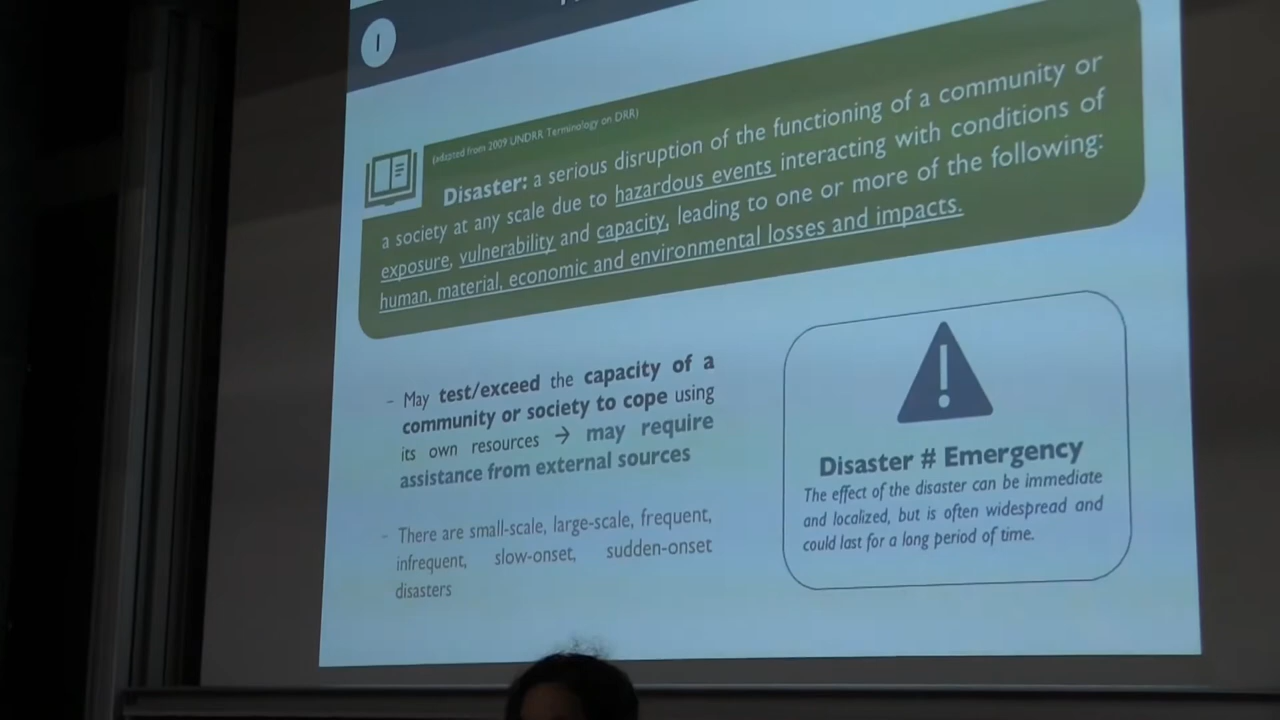 I
(adapted from 2009 UNDRR Terminology on DRR)
Disaster: a serious disruption of the functioning of a community or
a society at any scale due to hazardous events interacting with conditions of
exposure, vulnerability and capacity, leading to one or more of the following:
human, material, economic and environmental losses and impacts.
- May test/exceed the capacity of a
community or society to cope using
its own resources → may require
assistance from external sources
- There are small-scale, large-scale, frequent,
infrequent, slow-onset, sudden-onset
disasters
!
Disaster # Emergency
The effect of the disaster can be immediate
and localized, but is often widespread and
could last for a long period of time.